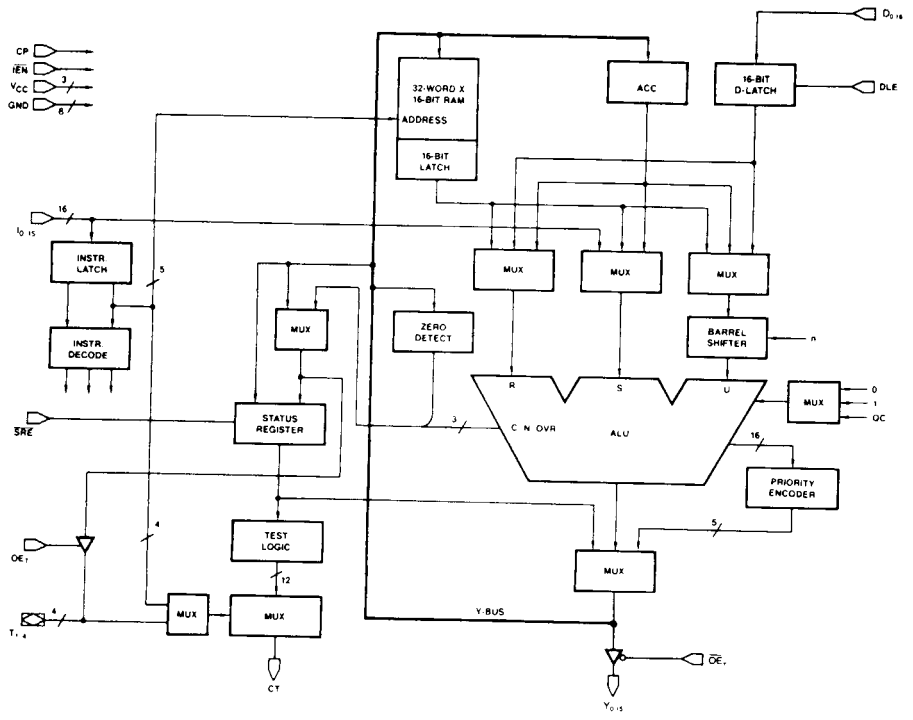 D0-16
CP
IEN
VCC 3
GND 8
32-WORD X
16-BIT RAM
ADDRESS
16-BIT
LATCH
ACC
16-BIT
D-LATCH
DLE
I0-15 16
INSTR.
LATCH
5
MUX
MUX
MUX
MUX
ZERO
DETECT
BARREL
SHIFTER
n
INSTR.
DECODE
R
S
U
MUX
0
1
QC
SRE
STATUS
REGISTER
3
C N OVR
ALU
16
PRIORITY
ENCODER
5
OET
4
TEST
LOGIC
12
MUX
T1-4 4
MUX
MUX
Y-BUS
OEY
CT
Y0-15